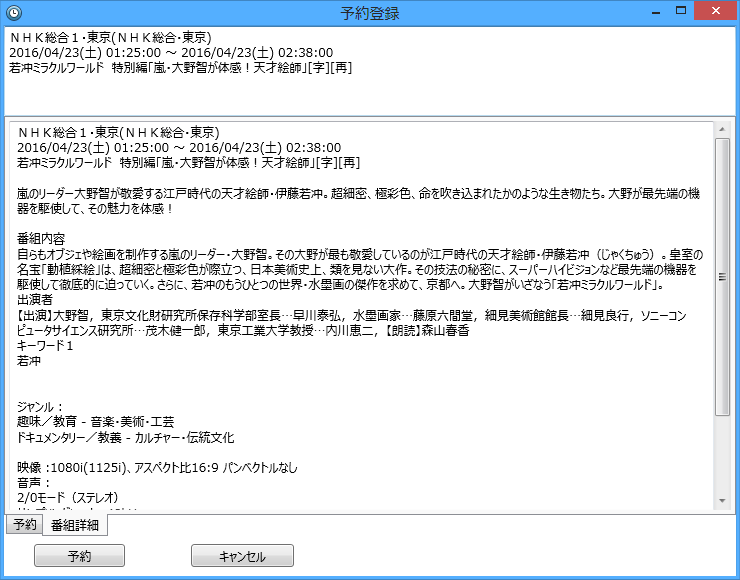 予約登録
ＮＨＫ総合１・東京(ＮＨＫ総合・東京)
2016/04/23(土) 01:25:00 ～ 2016/04/23(土) 02:38:00
若冲ミラクルワールド　特別編「嵐・大野智が体感！天才絵師」[字][再]
ＮＨＫ総合１・東京(ＮＨＫ総合・東京)
2016/04/23(土) 01:25:00 ～ 2016/04/23(土) 02:38:00
若冲ミラクルワールド　特別編「嵐・大野智が体感！天才絵師」[字][再]
嵐のリーダー大野智が敬愛する江戸時代の天才絵師・伊藤若冲。超細密、極彩色、命を吹き込まれたかのような生き物たち。大野が最先端の機
器を駆使して、その魅力を体感！
番組内容
自らもオブジェや絵画を制作する嵐のリーダー・大野智。その大野が最も敬愛しているのが江戸時代の天才絵師・伊藤若冲（じゃくちゅう）。皇室の
名宝「動植綵絵」は、超細密と極彩色が際立つ、日本美術史上、類を見ない大作。その技法の秘密に、スーパーハイビジョンなど最先端の機器を
駆使して徹底的に迫っていく。さらに、若冲のもうひとつの世界・水墨画の傑作を求めて、京都へ。大野智がいざなう「若冲ミラクルワールド」。
出演者
【出演】大野智，東京文化財研究所保存科学部室長…早川泰弘，水墨画家…藤原六間堂，細見美術館館長…細見良行，ソニーコン
ピュータサイエンス研究所…茂木健一郎，東京工業大学教授…内川惠二，【朗読】森山春香
キーワード１
若冲
ジャンル :
趣味／教育 - 音楽・美術・工芸
ドキュメンタリー／教養 - カルチャー・伝統文化
映像 :1080i(1125i)、アスペクト比16:9 パンベクトルなし
音声 :
2/0モード（ステレオ）
予約
番組詳細
予約
キャンセル